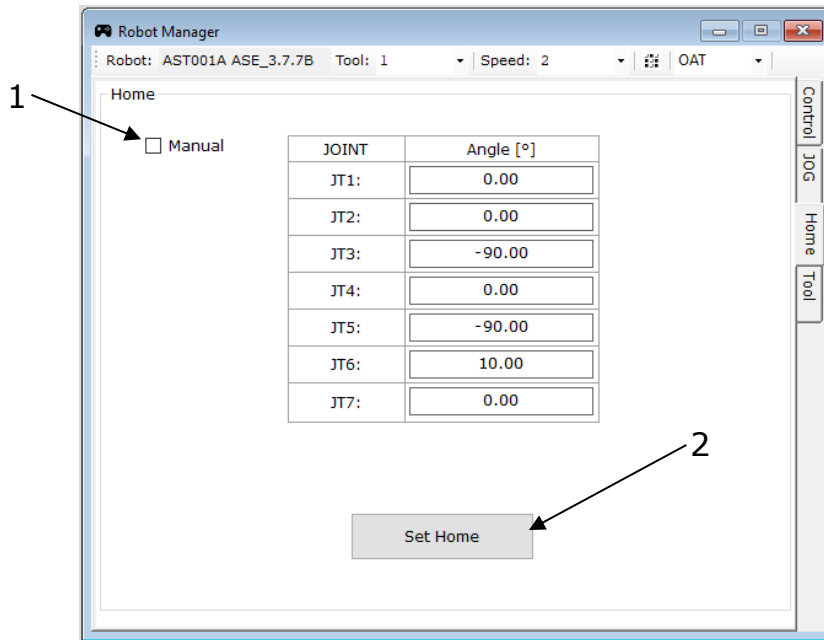 Robot Manager
Robot: AST001A ASE_3.7.7B Tool: 1 Speed: 2 OAT
Home
1
Manual
JOINT Angle [º]
JT1: 0.00
JT2: 0.00
JT3: -90.00
JT4: 0.00
JT5: -90.00
JT6: 10.00
JT7: 0.00
2
Set Home
Control
JOG
Home
Tool